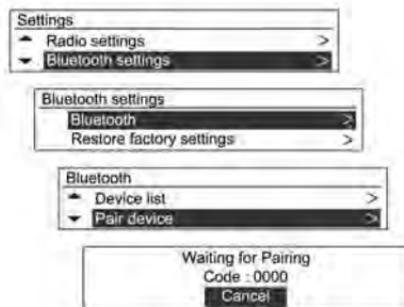 Settings
Radio settings >
Bluetooth settings >
Bluetooth settings
Bluetooth >
Restore factory settings >
Bluetooth
Device list >
Pair device >
Waiting for Pairing
Code : 0000
Cancel